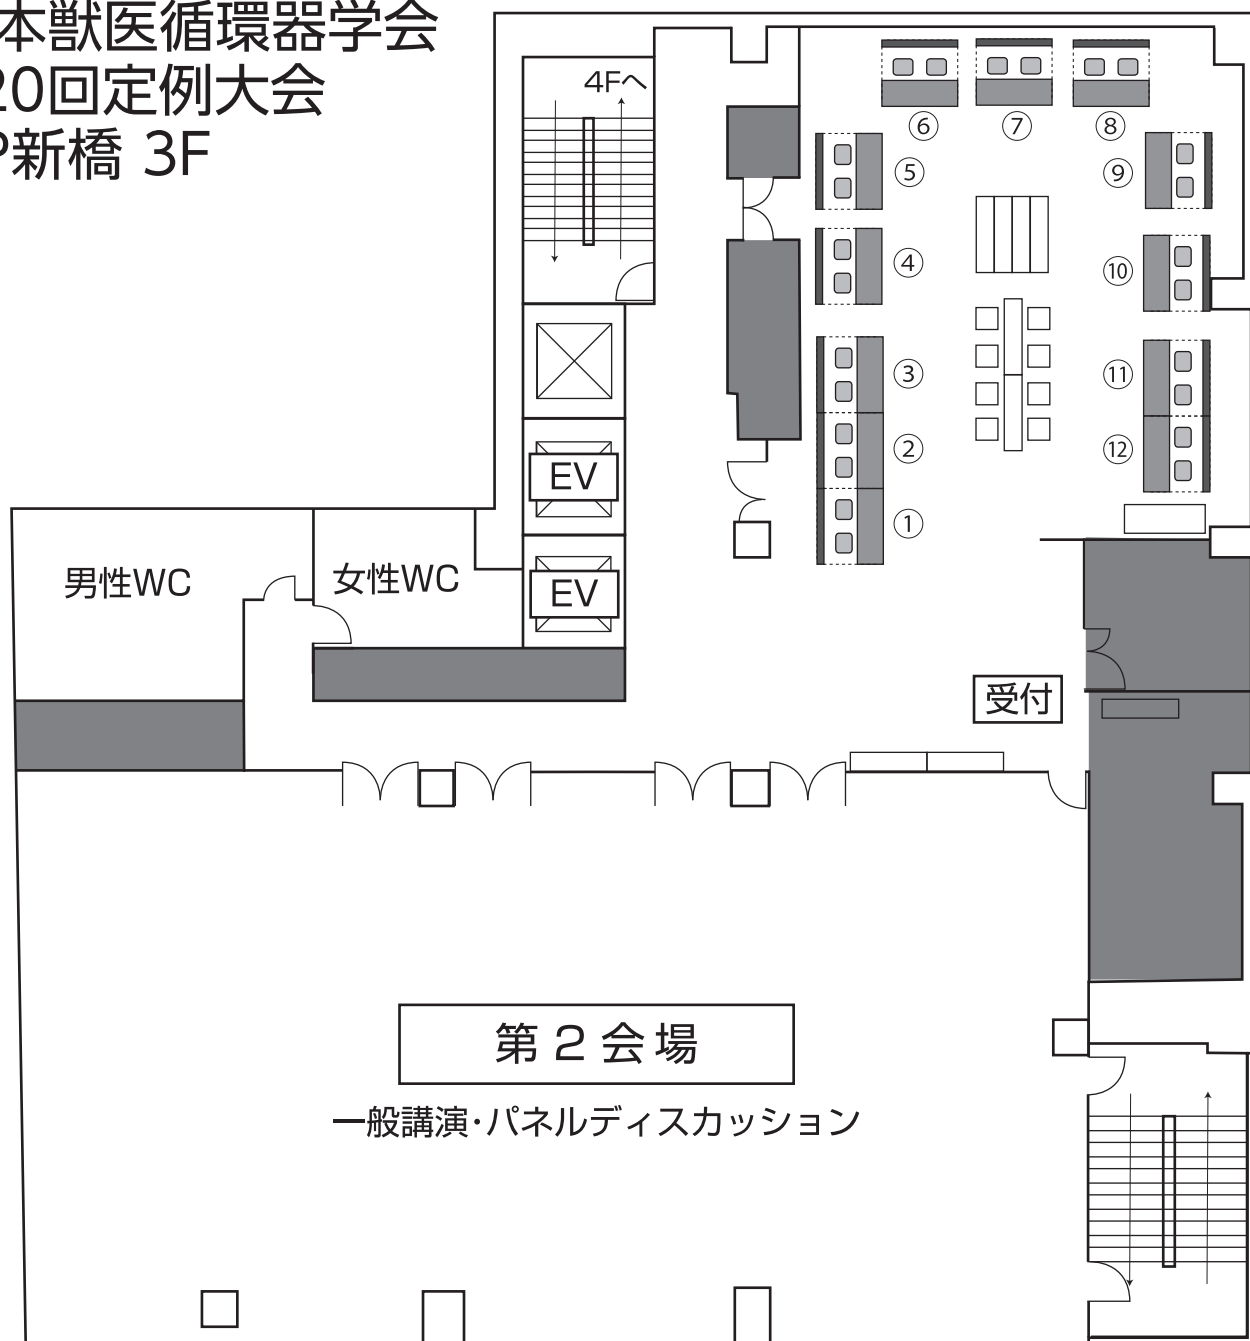 本獣医循環器学会
20回定例大会
P新橋 3F
4Fへ
⑥ ⑦ ⑧
⑤ ⑨
④ ⑩
③ ⑪
② ⑫
①
EV
EV
男性WC
女性WC
受付
第2会場
一般講演・パネルディスカッション